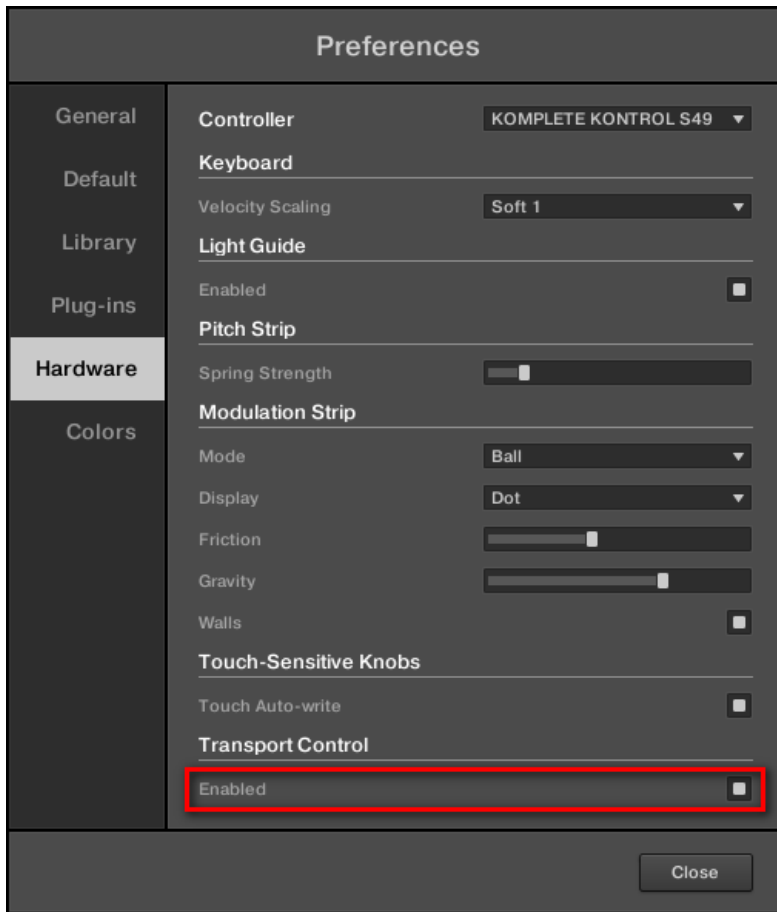 Preferences
General
Default
Library
Plug-ins
Hardware
Colors
Controller KOMPLETE KONTROL S49
Keyboard
Velocity Scaling Soft 1
Light Guide
Enabled
Pitch Strip
Spring Strength
Modulation Strip
Mode Ball
Display Dot
Friction
Gravity
Walls
Touch-Sensitive Knobs
Touch Auto-write
Transport Control
Enabled
Close